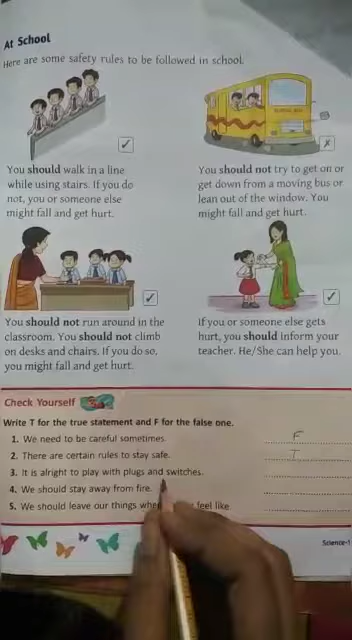 At School
Here are some safety rules to be followed in school.
You should walk in a line
while using stairs. If you do
not, you or someone else
might fall and get hurt.
You should not try to get on or
get down from a moving bus or
lean out of the window. You
might fall and get hurt.
You should not run around in the
classroom. You should not climb
on desks and chairs. If you do so,
you might fall and get hurt.
If you or someone else gets
hurt, you should inform your
teacher. He/She can help you.
Check Yourself
Write T for the true statement and F for the false one.
1. We need to be careful sometimes. F
2. There are certain rules to stay safe. T
3. It is alright to play with plugs and switches.
4. We should stay away from fire.
5. We should leave our things feel like
Science-1